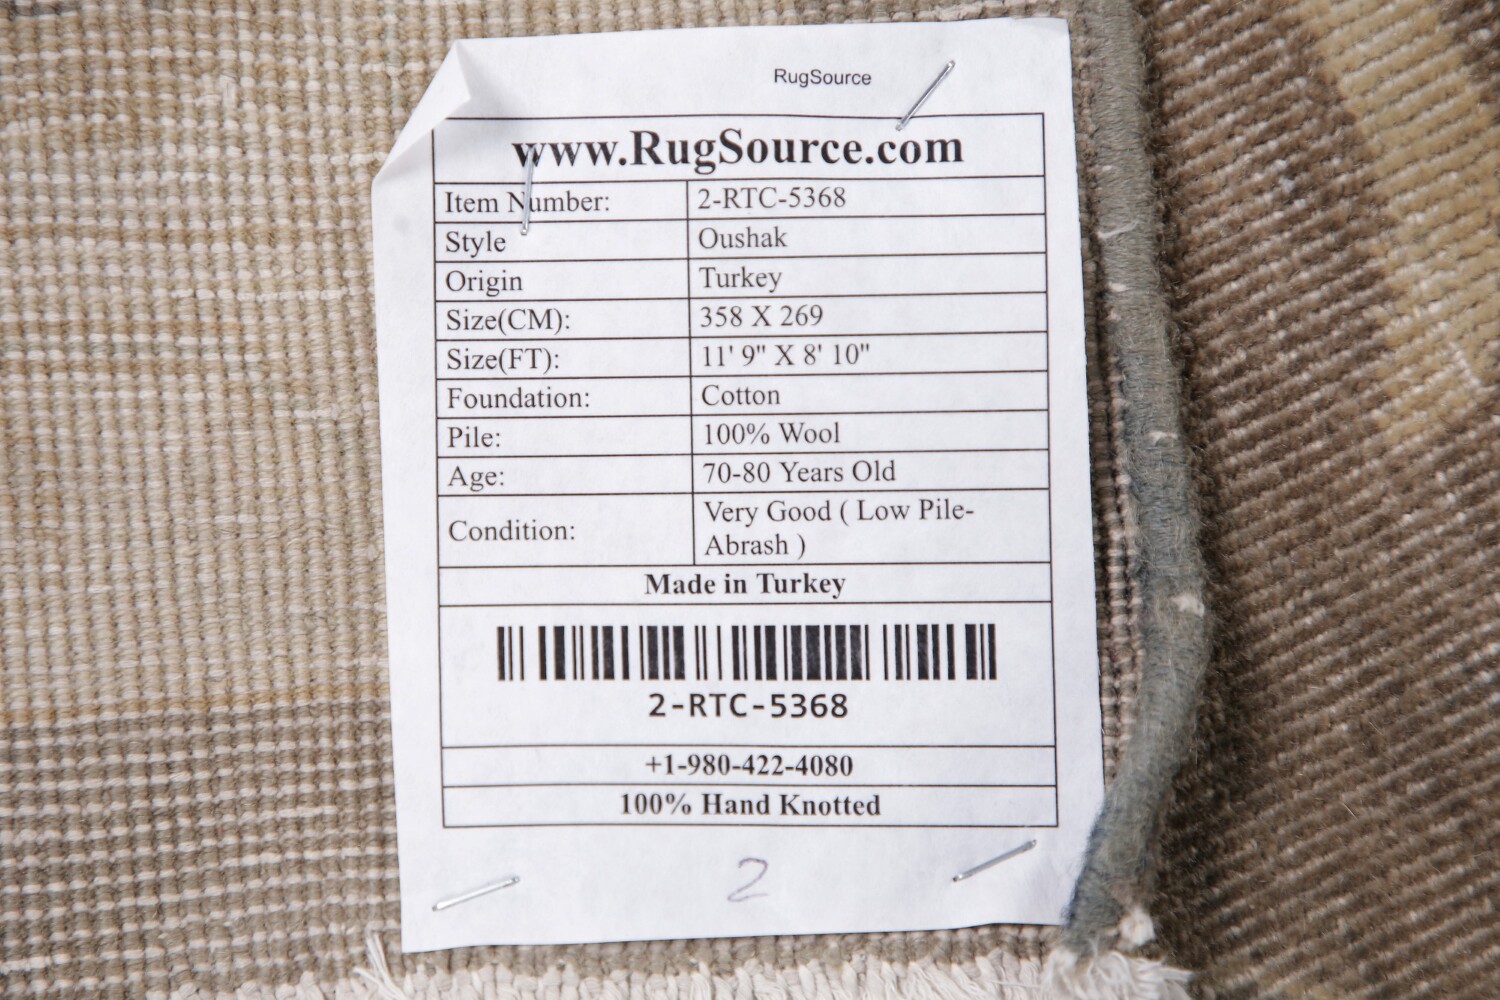 RugSource
www.RugSource.com
Item Number: 2-RTC-5368
Style Oushak
Origin Turkey
Size(CM): 358 X 269
Size(FT): 11' 9" X 8' 10"
Foundation: Cotton
Pile: 100% Wool
Age: 70-80 Years Old
Condition: Very Good ( Low Pile-
Abrash )
Made in Turkey
2-RTC-5368
+1-980-422-4080
100% Hand Knotted
2